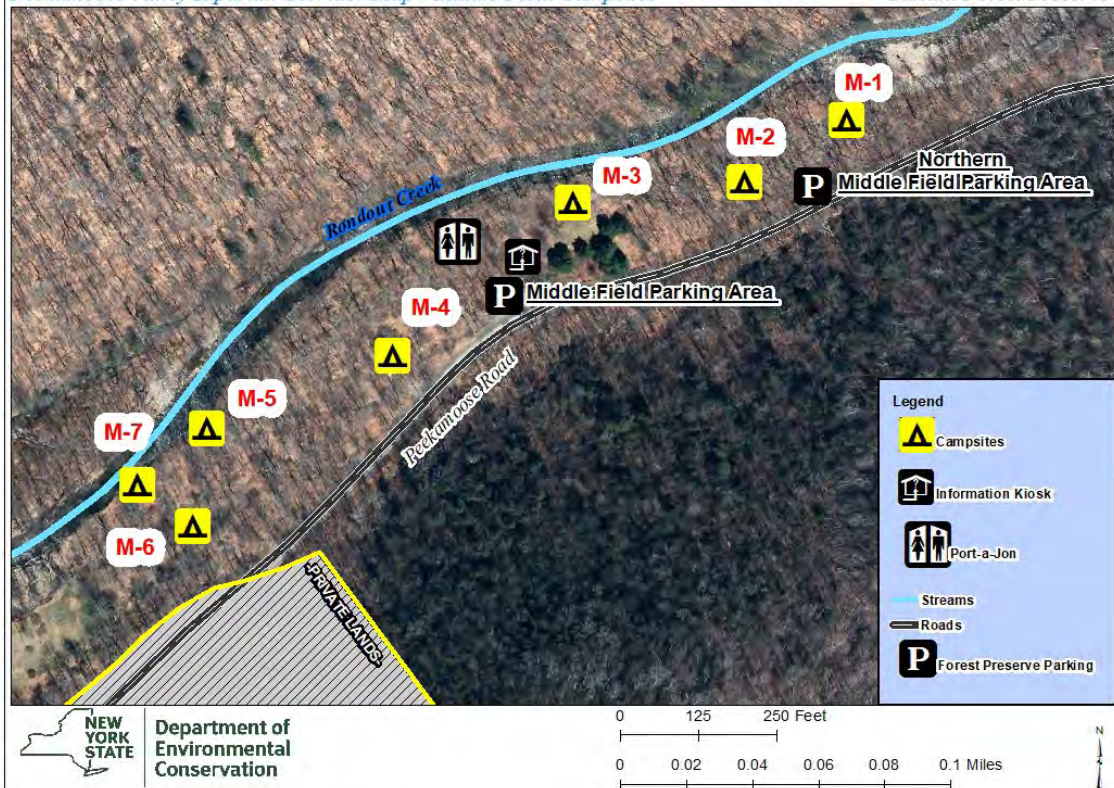 M-1
M-2
Northern
Middle Field Parking Area
M-3
Rondout Creek
Middle Field Parking Area
M-4
Peekamoose Road
M-5
M-7
M-6
-PRIVATE LANDS-
Legend
Campsites
Information Kiosk
Port-a-Jon
Streams
Roads
P Forest Preserve Parking
P
P
NEW
YORK
STATE
Department of
Environmental
Conservation
0 125 250 Feet
0 0.02 0.04 0.06 0.08 0.1 Miles
N